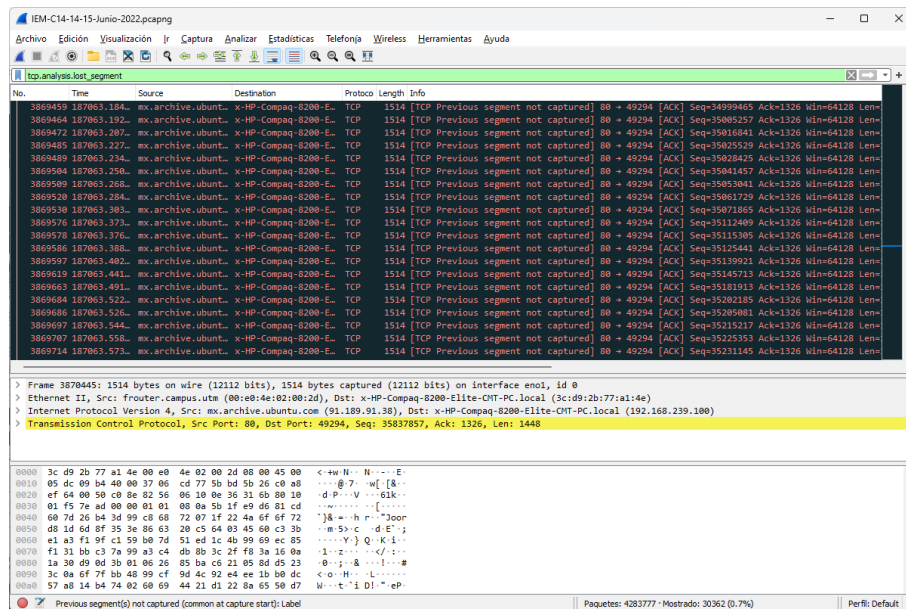 IEM-C14-14-15-Junio-2022.pcapng
Archivo Edición Visualización Ir Captura Analizar Estadísticas Telefonía Wireless Herramientas Ayuda
tcp.analysis.lost_segment
No. Time Source Destination Protoco Length Info
3869459 187063.184… mx.archive.ubunt… x-HP-Compaq-8200-E… TCP 1514 [TCP Previous segment not captured] 80 → 49294 [ACK] Seq=34999465 Ack=1326 Win=64128 Len=
3869464 187063.192… mx.archive.ubunt… x-HP-Compaq-8200-E… TCP 1514 [TCP Previous segment not captured] 80 → 49294 [ACK] Seq=35005257 Ack=1326 Win=64128 Len=
3869472 187063.207… mx.archive.ubunt… x-HP-Compaq-8200-E… TCP 1514 [TCP Previous segment not captured] 80 → 49294 [ACK] Seq=35016841 Ack=1326 Win=64128 Len=
3869485 187063.227… mx.archive.ubunt… x-HP-Compaq-8200-E… TCP 1514 [TCP Previous segment not captured] 80 → 49294 [ACK] Seq=35025529 Ack=1326 Win=64128 Len=
3869489 187063.234… mx.archive.ubunt… x-HP-Compaq-8200-E… TCP 1514 [TCP Previous segment not captured] 80 → 49294 [ACK] Seq=35028425 Ack=1326 Win=64128 Len=
3869504 187063.250… mx.archive.ubunt… x-HP-Compaq-8200-E… TCP 1514 [TCP Previous segment not captured] 80 → 49294 [ACK] Seq=35041457 Ack=1326 Win=64128 Len=
3869509 187063.268… mx.archive.ubunt… x-HP-Compaq-8200-E… TCP 1514 [TCP Previous segment not captured] 80 → 49294 [ACK] Seq=35053041 Ack=1326 Win=64128 Len=
3869520 187063.284… mx.archive.ubunt… x-HP-Compaq-8200-E… TCP 1514 [TCP Previous segment not captured] 80 → 49294 [ACK] Seq=35061729 Ack=1326 Win=64128 Len=
3869530 187063.303… mx.archive.ubunt… x-HP-Compaq-8200-E… TCP 1514 [TCP Previous segment not captured] 80 → 49294 [ACK] Seq=35071865 Ack=1326 Win=64128 Len=
3869576 187063.373… mx.archive.ubunt… x-HP-Compaq-8200-E… TCP 1514 [TCP Previous segment not captured] 80 → 49294 [ACK] Seq=35112409 Ack=1326 Win=64128 Len=
3869578 187063.376… mx.archive.ubunt… x-HP-Compaq-8200-E… TCP 1514 [TCP Previous segment not captured] 80 → 49294 [ACK] Seq=35115305 Ack=1326 Win=64128 Len=
3869586 187063.388… mx.archive.ubunt… x-HP-Compaq-8200-E… TCP 1514 [TCP Previous segment not captured] 80 → 49294 [ACK] Seq=35125441 Ack=1326 Win=64128 Len=
3869597 187063.402… mx.archive.ubunt… x-HP-Compaq-8200-E… TCP 1514 [TCP Previous segment not captured] 80 → 49294 [ACK] Seq=35139921 Ack=1326 Win=64128 Len=
3869619 187063.441… mx.archive.ubunt… x-HP-Compaq-8200-E… TCP 1514 [TCP Previous segment not captured] 80 → 49294 [ACK] Seq=35145713 Ack=1326 Win=64128 Len=
3869663 187063.491… mx.archive.ubunt… x-HP-Compaq-8200-E… TCP 1514 [TCP Previous segment not captured] 80 → 49294 [ACK] Seq=35181913 Ack=1326 Win=64128 Len=
3869684 187063.522… mx.archive.ubunt… x-HP-Compaq-8200-E… TCP 1514 [TCP Previous segment not captured] 80 → 49294 [ACK] Seq=35202185 Ack=1326 Win=64128 Len=
3869686 187063.526… mx.archive.ubunt… x-HP-Compaq-8200-E… TCP 1514 [TCP Previous segment not captured] 80 → 49294 [ACK] Seq=35205081 Ack=1326 Win=64128 Len=
3869697 187063.544… mx.archive.ubunt… x-HP-Compaq-8200-E… TCP 1514 [TCP Previous segment not captured] 80 → 49294 [ACK] Seq=35215217 Ack=1326 Win=64128 Len=
3869707 187063.558… mx.archive.ubunt… x-HP-Compaq-8200-E… TCP 1514 [TCP Previous segment not captured] 80 → 49294 [ACK] Seq=35225353 Ack=1326 Win=64128 Len=
3869714 187063.573… mx.archive.ubunt… x-HP-Compaq-8200-E… TCP 1514 [TCP Previous segment not captured] 80 → 49294 [ACK] Seq=35231145 Ack=1326 Win=64128 Len=
> Frame 3870445: 1514 bytes on wire (12112 bits), 1514 bytes captured (12112 bits) on interface eno1, id 0
> Ethernet II, Src: frouter.campus.utm (00:e0:4e:02:00:2d), Dst: x-HP-Compaq-8200-Elite-CMT-PC.local (3c:d9:2b:77:a1:4e)
> Internet Protocol Version 4, Src: mx.archive.ubuntu.com (91.189.91.38), Dst: x-HP-Compaq-8200-Elite-CMT-PC.local (192.168.239.100)
> Transmission Control Protocol, Src Port: 80, Dst Port: 49294, Seq: 35837857, Ack: 1326, Len: 1448
0000 3c d9 2b 77 a1 4e 00 e0 4e 02 00 2d 08 00 45 00 <·+w·N·· N··-··E·
0010 05 dc 09 b4 40 00 37 06 cd 77 5b bd 5b 26 c0 a8 ····@·7· ·w[·[&··
0020 ef 64 00 50 c0 8e 82 56 06 10 0e 36 31 6b 80 10 ·d·P···V ···61k··
0030 01 f5 7e ad 00 00 01 01 08 0a 5b 1f e9 d6 81 cd ··~····· ··[·····
0040 60 7d 26 b4 3d 99 c8 68 72 07 1f 22 4a 6f 6f 72 `}&·=··h r··"Joor
0050 d8 1d 6d 8f 35 3e 86 63 20 c5 64 03 45 60 c3 3b ··m·5>·c ·d·E`·;
0060 e1 a3 f1 9f c1 59 b0 7d 51 ed 1c 4b 99 69 ec 85 ·····Y·} Q··K·i··
0070 f1 31 bb c3 7a 99 a3 c4 db 8b 3c 2f f8 3a 16 0a ·1··z··· ··</·:··
0080 1a 30 d9 0d 3b 01 06 26 85 ba c6 21 05 8d d5 23 ·0··;··& ···!···#
0090 3c 0a 6f 7f bb 48 99 cf 9d 4c 92 e4 ee 1b b0 dc <·o··H·· ·L······
00a0 57 a8 14 b4 74 02 60 69 44 21 d1 22 8a 65 50 d7 W···t·`i D!·"·eP·
Previous segment(s) not captured (common at capture start): Label Paquetes: 4283777 · Mostrado: 30362 (0.7%) Perfil: Default